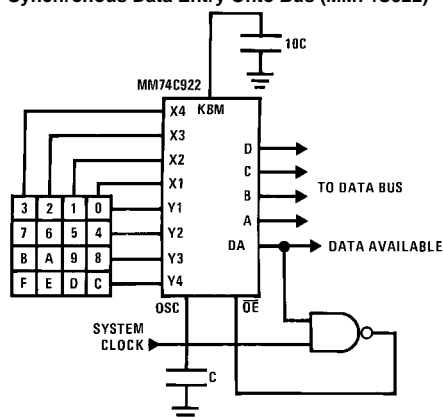 Synchronous Data Entry Onto Bus (MM74C922)
10C
MM74C922
X4 KBM
X3
X2
X1
D
C
B
A
TO DATA BUS
3 2 1 0
7 6 5 4
B A 9 8
F E D C
Y1
Y2
Y3
Y4
DA
DATA AVAILABLE
OSC
OE
SYSTEM
CLOCK
C